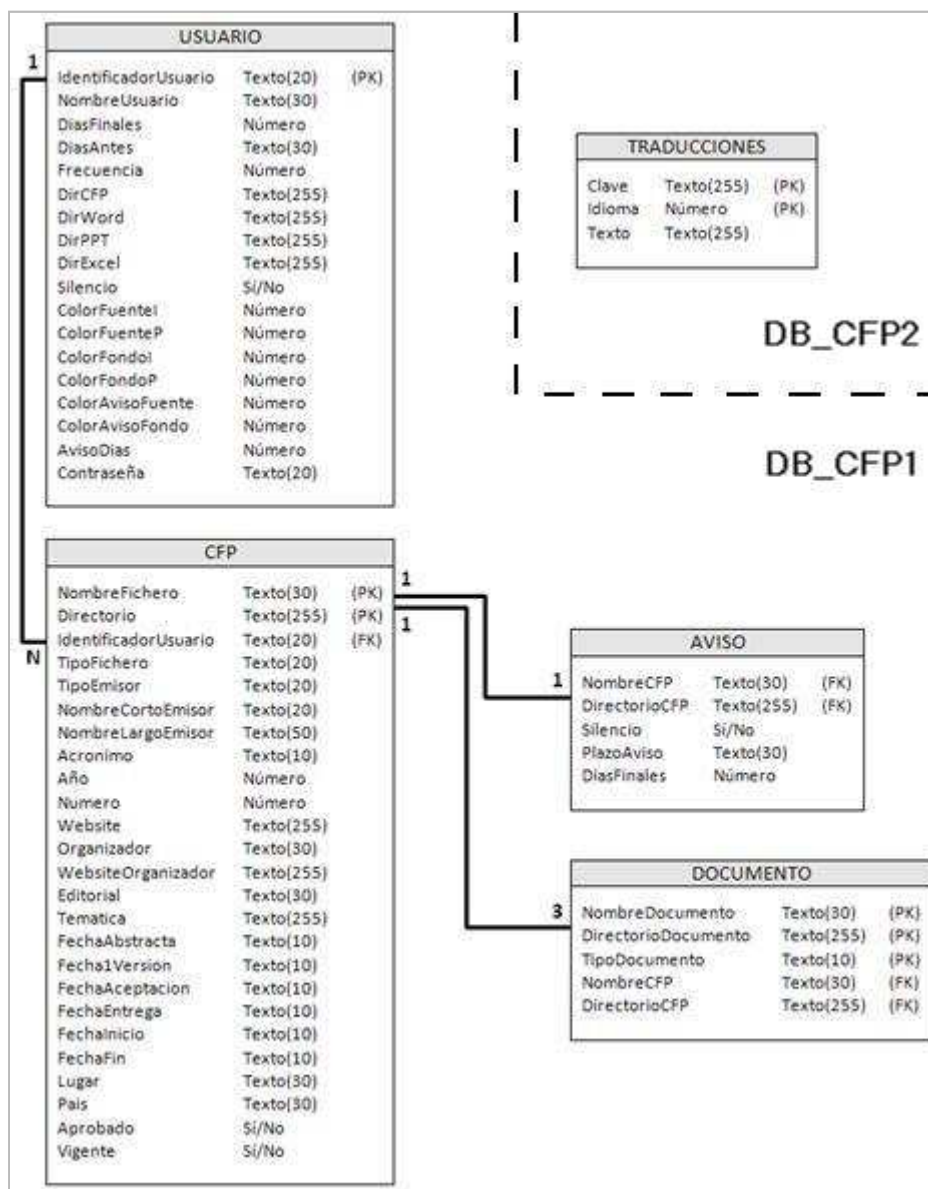 USUARIO
1
IdentificadorUsuario Texto(20) (PK)
NombreUsuario Texto(30)
DiasFinales Número
DiasAntes Texto(30)
Frecuencia Número
DirCFP Texto(255)
DirWord Texto(255)
DirPPT Texto(255)
DirExcel Texto(255)
Silencio Sí/No
ColorFuenteI Número
ColorFuenteP Número
ColorFondoI Número
ColorFondoP Número
ColorAvisoFuente Número
ColorAvisoFondo Número
AvisoDias Número
Contraseña Texto(20)
TRADUCCIONES
Clave Texto(255) (PK)
Idioma Número (PK)
Texto Texto(255)
DB_CFP2
DB_CFP1
CFP
NombreFichero Texto(30) (PK) 1
Directorio Texto(255) (PK)
1
IdentificadorUsuario Texto(20) (FK)
N
TipoFichero Texto(20)
TipoEmisor Texto(20)
NombreCortoEmisor Texto(20)
NombreLargoEmisor Texto(50)
Acronimo Texto(10)
Año Número
Numero Número
Website Texto(255)
Organizador Texto(30)
WebsiteOrganizador Texto(255)
Editorial Texto(30)
Tematica Texto(255)
FechaAbstracta Texto(10)
Fecha1Version Texto(10)
FechaAceptacion Texto(10)
FechaEntrega Texto(10)
FechaInicio Texto(10)
FechaFin Texto(10)
Lugar Texto(30)
Pais Texto(30)
Aprobado Sí/No
Vigente Sí/No
AVISO
1 NombreCFP Texto(30) (FK)
DirectorioCFP Texto(255) (FK)
Silencio Sí/No
PlazoAviso Texto(30)
DiasFinales Número
DOCUMENTO
3 NombreDocumento Texto(30) (PK)
DirectorioDocumento Texto(255) (PK)
TipoDocumento Texto(10) (PK)
NombreCFP Texto(30) (FK)
DirectorioCFP Texto(255) (FK)